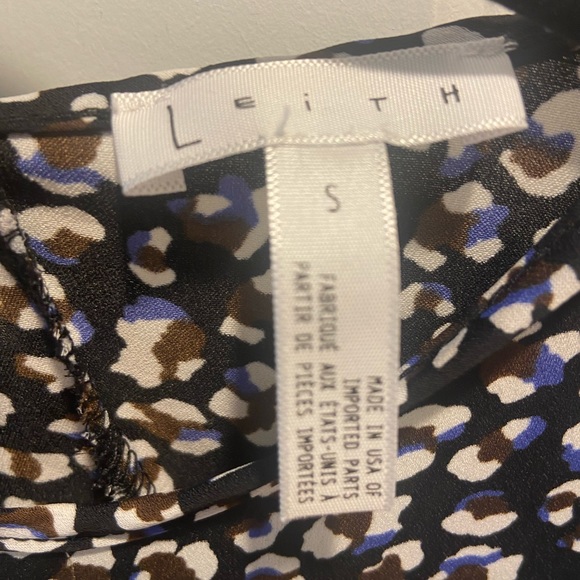 LEiTH
S
MADE IN USA OF
IMPORTED PARTS
FABRIQUÉ AUX ÉTATS-UNIS À
PARTIR DE PIÈCES IMPORTÉES